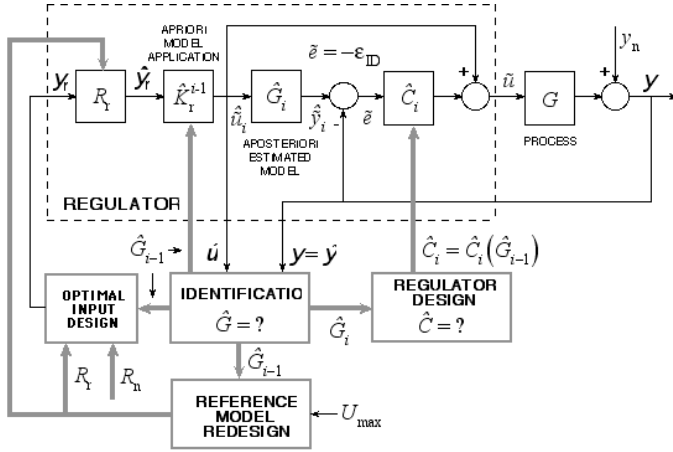 APRIORI
MODEL
APPLICATION
ẽ = −ε_ID
y_n
y_r
R_r
ŷ_r
K̂_r^{i-1}
û_i
Ĝ_i
ŷ_i
-
ẽ
Ĉ_i
+
ũ
G
+
y
APOSTERIORI
ESTIMATED
MODEL
PROCESS
REGULATOR
Ĝ_{i-1}
ú
y= ý
Ĉ_i = Ĉ_i(Ĝ_{i-1})
OPTIMAL
INPUT
DESIGN
IDENTIFICATIO
Ĝ = ?
Ĝ_i
REGULATOR
DESIGN
Ĉ = ?
R_r
R_n
Ĝ_{i-1}
REFERENCE
MODEL
REDESIGN
U_max